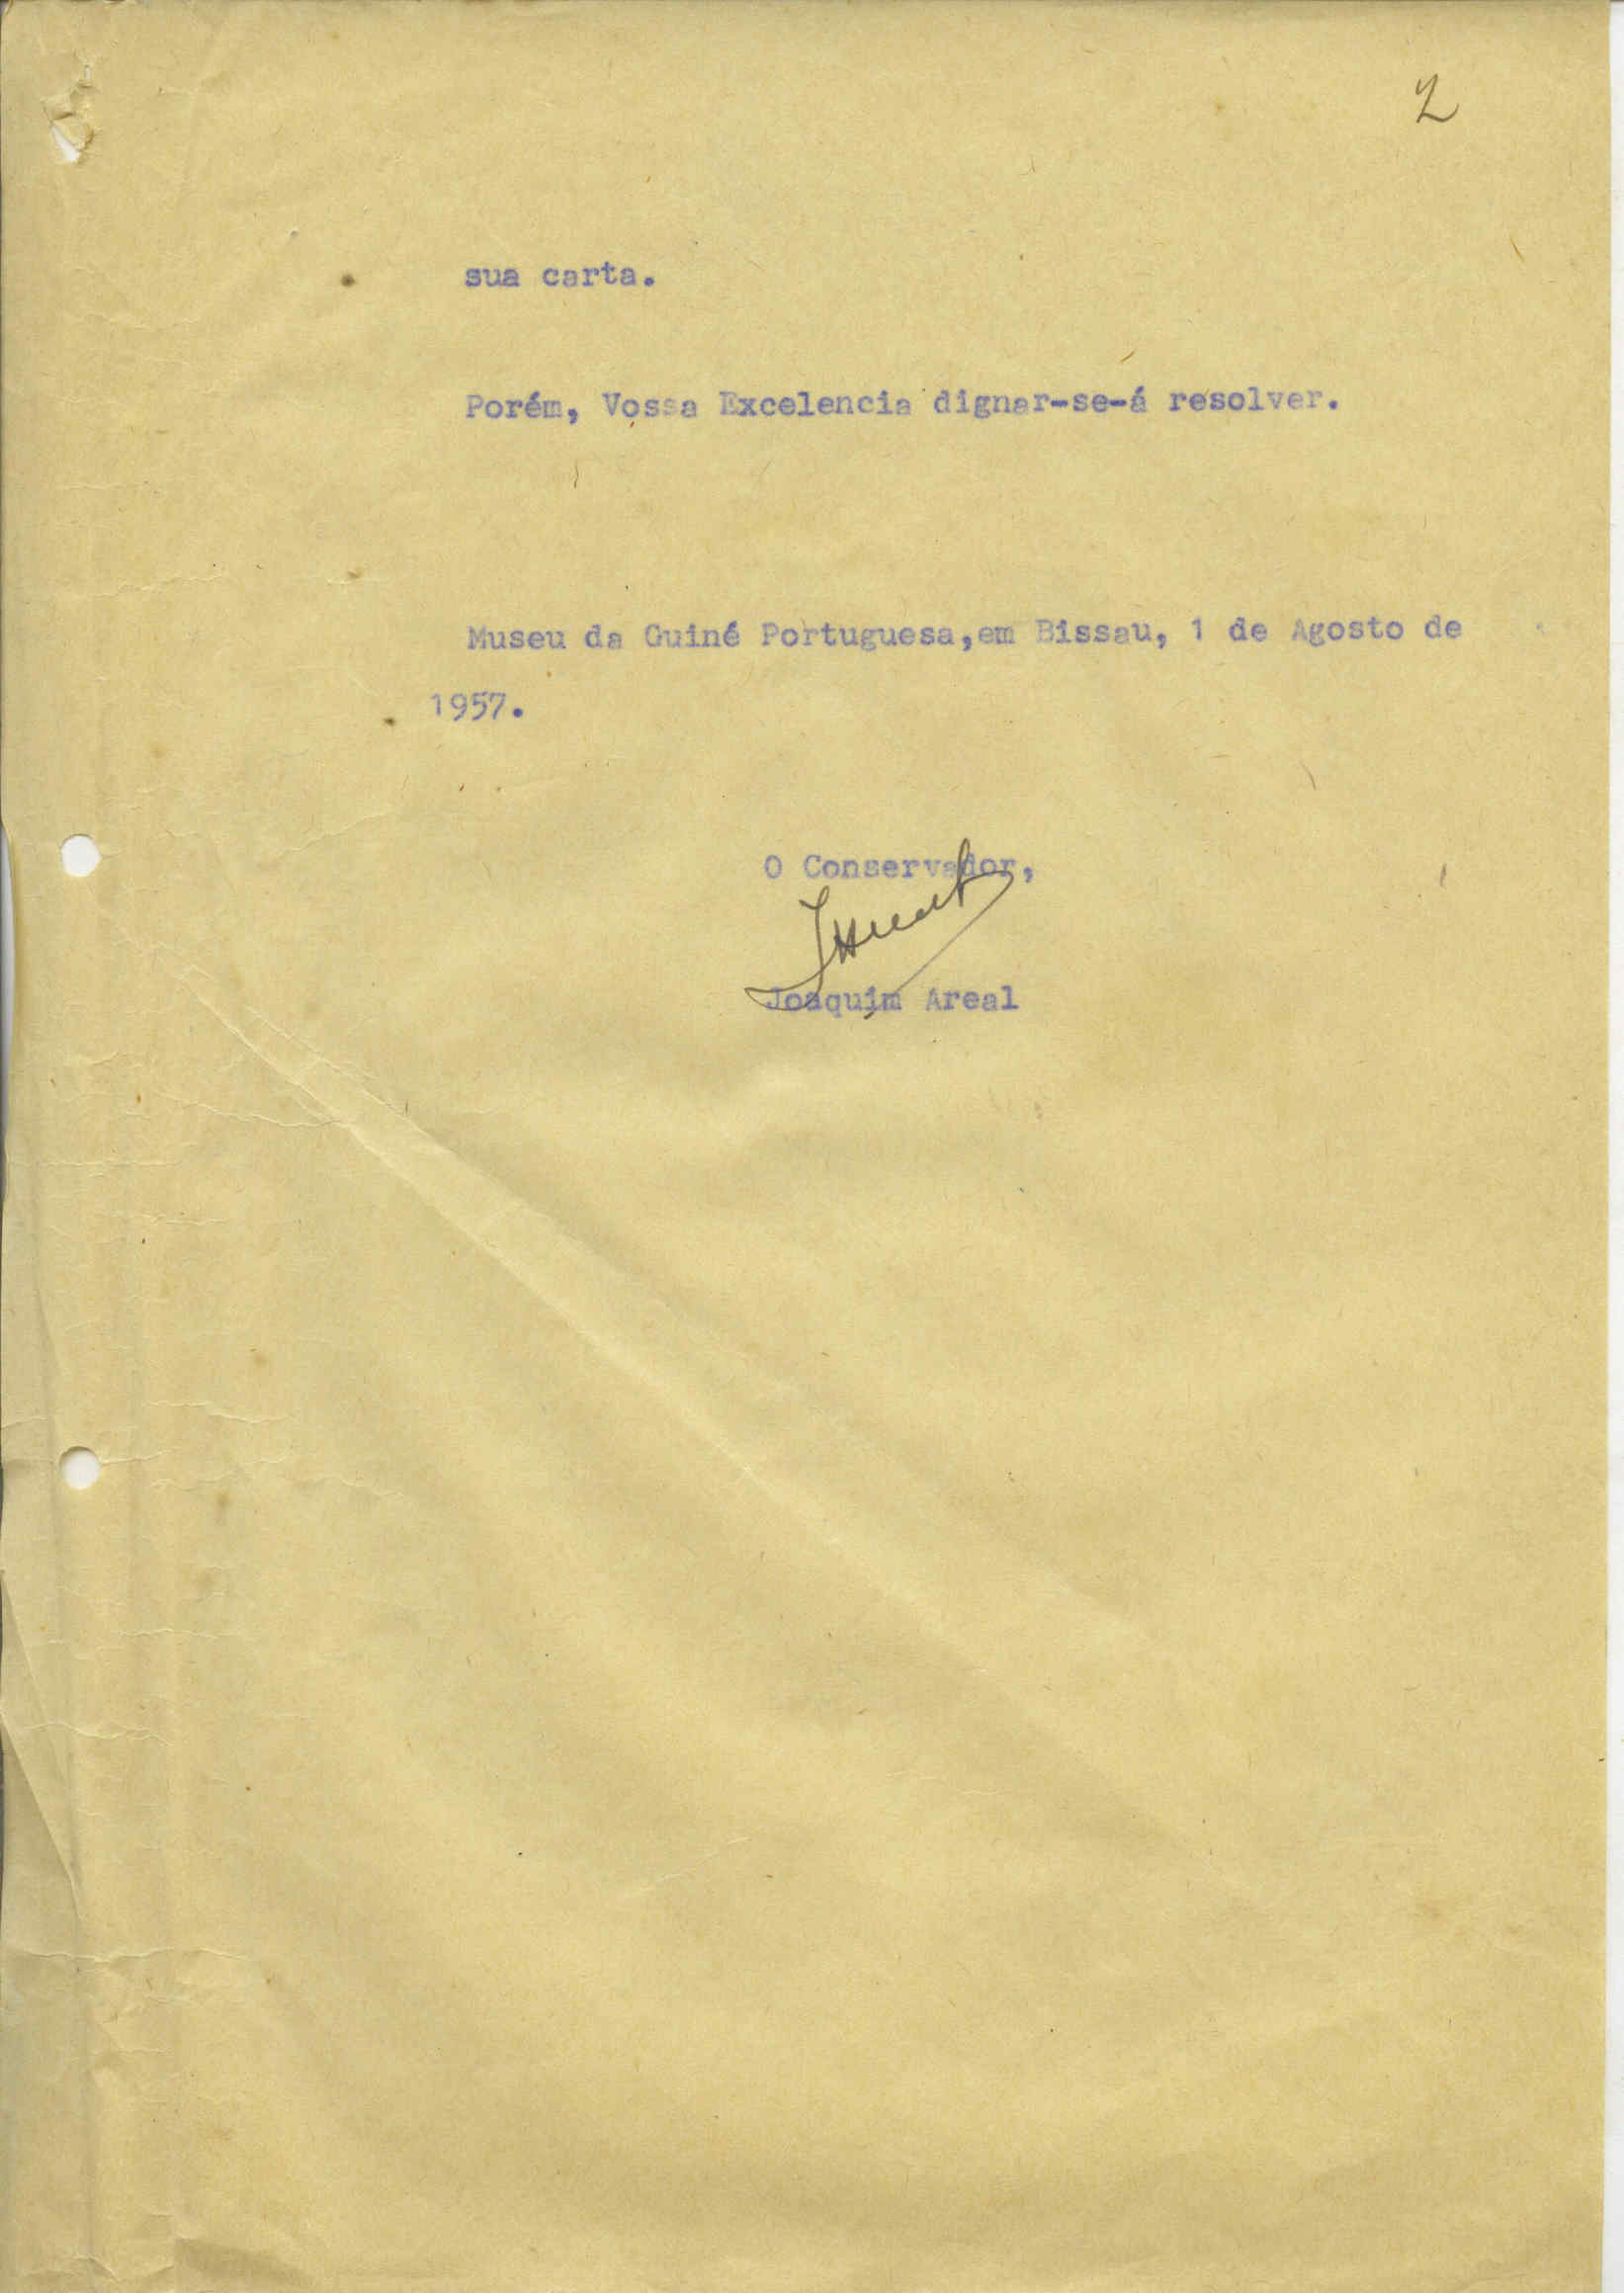 2
sua carta.
Porém, Vossa Excelencia dignar-se-á resolver.
Museu da Guiné Portuguesa,em Bissau, 1 de Agosto de
1957.
O Conservador,
Joaquim Areal